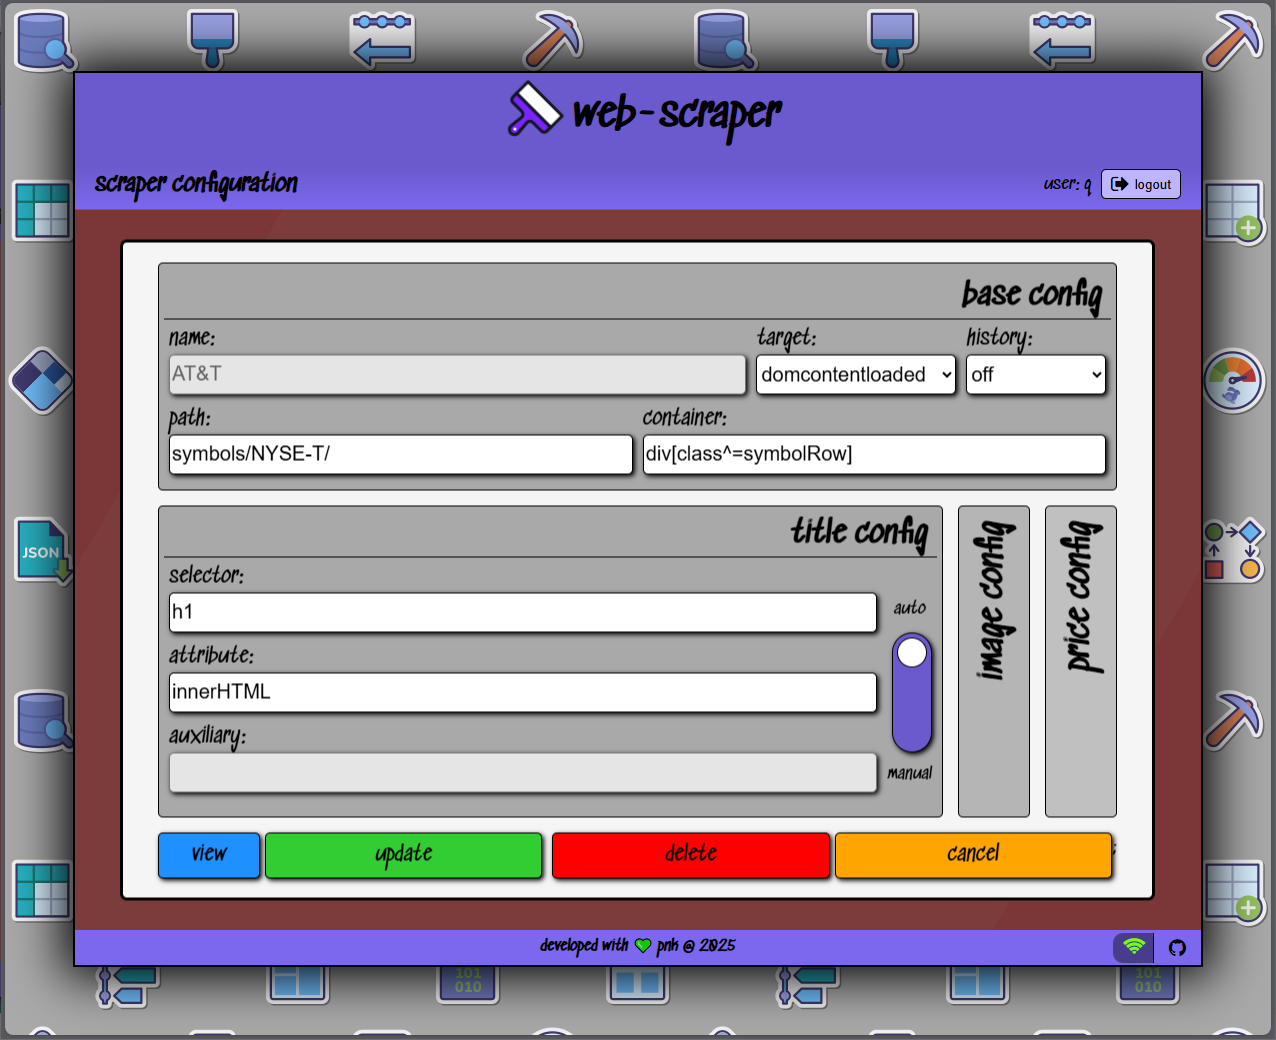 web-scraper
scraper configuration
user: q
logout
base config
name:
target:
history:
AT&T
domcontentloaded
off
path:
container:
symbols/NYSE-T/
div[class^=symbolRow]
title config
selector:
h1
auto
attribute:
innerHTML
auxiliary:
manual
image config
price config
view
update
delete
cancel
;
developed with pnk @ 2025
JSON
101
010
101
010